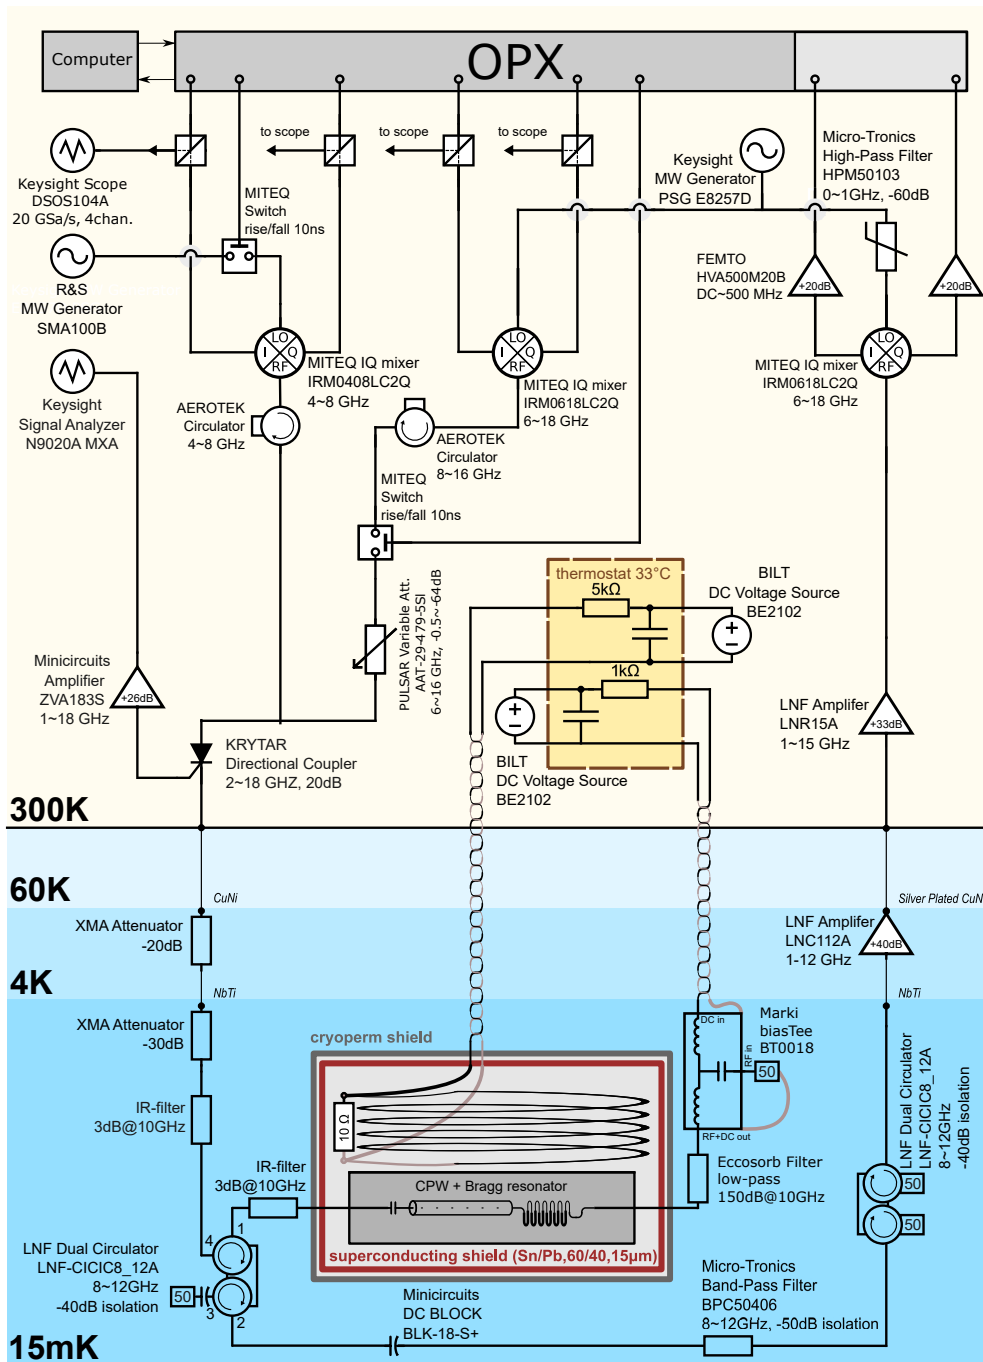 Computer
OPX
to scope
to scope
to scope
Keysight Scope
DSOS104A
20 GSa/s, 4chan.
MITEQ
Switch
rise/fall 10ns
Keysight
MW Generator
PSG E8257D
Micro-Tronics
High-Pass Filter
HPM50103
0~1GHz, -60dB
R&S
MW Generator
SMA100B
FEMTO
HVA500M20B
DC~500 MHz
+20dB
+20dB
LO
I
Q
RF
MITEQ IQ mixer
IRM0408LC2Q
4~8 GHz
LO
I
Q
RF
MITEQ IQ mixer
IRM0618LC2Q
6~18 GHz
LO
I
Q
RF
MITEQ IQ mixer
IRM0618LC2Q
6~18 GHz
Keysight
Signal Analyzer
N9020A MXA
AEROTEK
Circulator
4~8 GHz
AEROTEK
Circulator
8~16 GHz
MITEQ
Switch
rise/fall 10ns
thermostat 33°C
5kΩ
1kΩ
BILT
DC Voltage Source
BE2102
BILT
DC Voltage Source
BE2102
PULSAR Variable Att.
AAT-29-479-5SI
6~16 GHz, -0.5~-64dB
Minicircuits
Amplifier
ZVA183S
1~18 GHz
+26dB
KRYTAR
Directional Coupler
2~18 GHZ, 20dB
LNF Amplifer
LNR15A
1~15 GHz
+33dB
300K
60K
CuNi
Silver Plated CuN
XMA Attenuator
-20dB
LNF Amplifer
LNC112A
1-12 GHz
+40dB
4K
NbTi
NbTi
XMA Attenuator
-30dB
cryoperm shield
DC in
RF in
50
RF+DC out
Marki
biasTee
BT0018
IR-filter
3dB@10GHz
10 Ω
LNF Dual Circulator
LNF-CICIC8_12A
8~12GHz
-40dB isolation
50
50
IR-filter
3dB@10GHz
CPW + Bragg resonator
superconducting shield (Sn/Pb,60/40,15μm)
Eccosorb Filter
low-pass
150dB@10GHz
LNF Dual Circulator
LNF-CICIC8_12A
8~12GHz
-40dB isolation
1
4
50
3
2
Minicircuits
DC BLOCK
BLK-18-S+
Micro-Tronics
Band-Pass Filter
BPC50406
8~12GHz, -50dB isolation
15mK